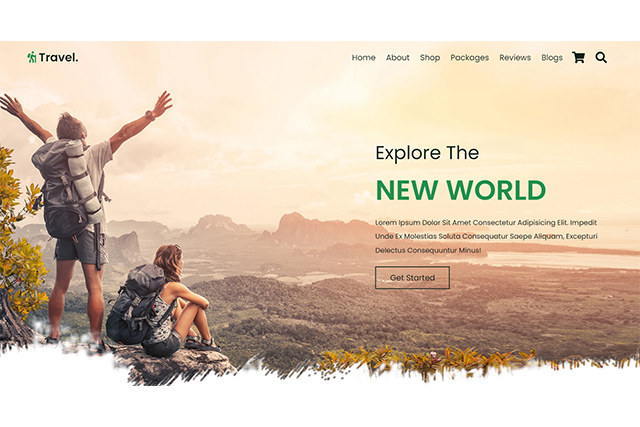 Travel.
Home About Shop Packages Reviews Blogs
Explore The
NEW WORLD
Lorem Ipsum Dolor Sit Amet Consectetur Adipisicing Elit. Impedit
Unde Ex Molestias Soluta Consequatur Saepe Aliquam, Excepturi
Delectus Consequuntur Minus!
Get Started